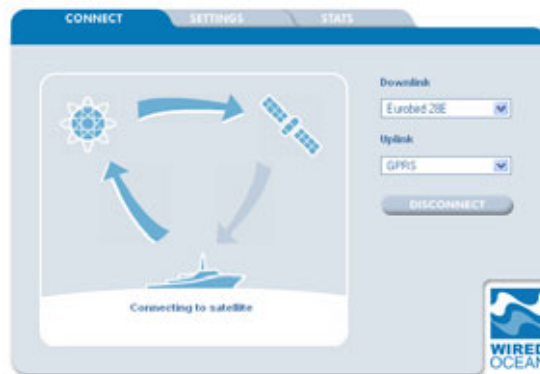 CONNECT
SETTINGS
STATS
Downlink
Eurobird 28E
Uplink
GPRS
DISCONNECT
Connecting to satellite
WIRED
OCEAN